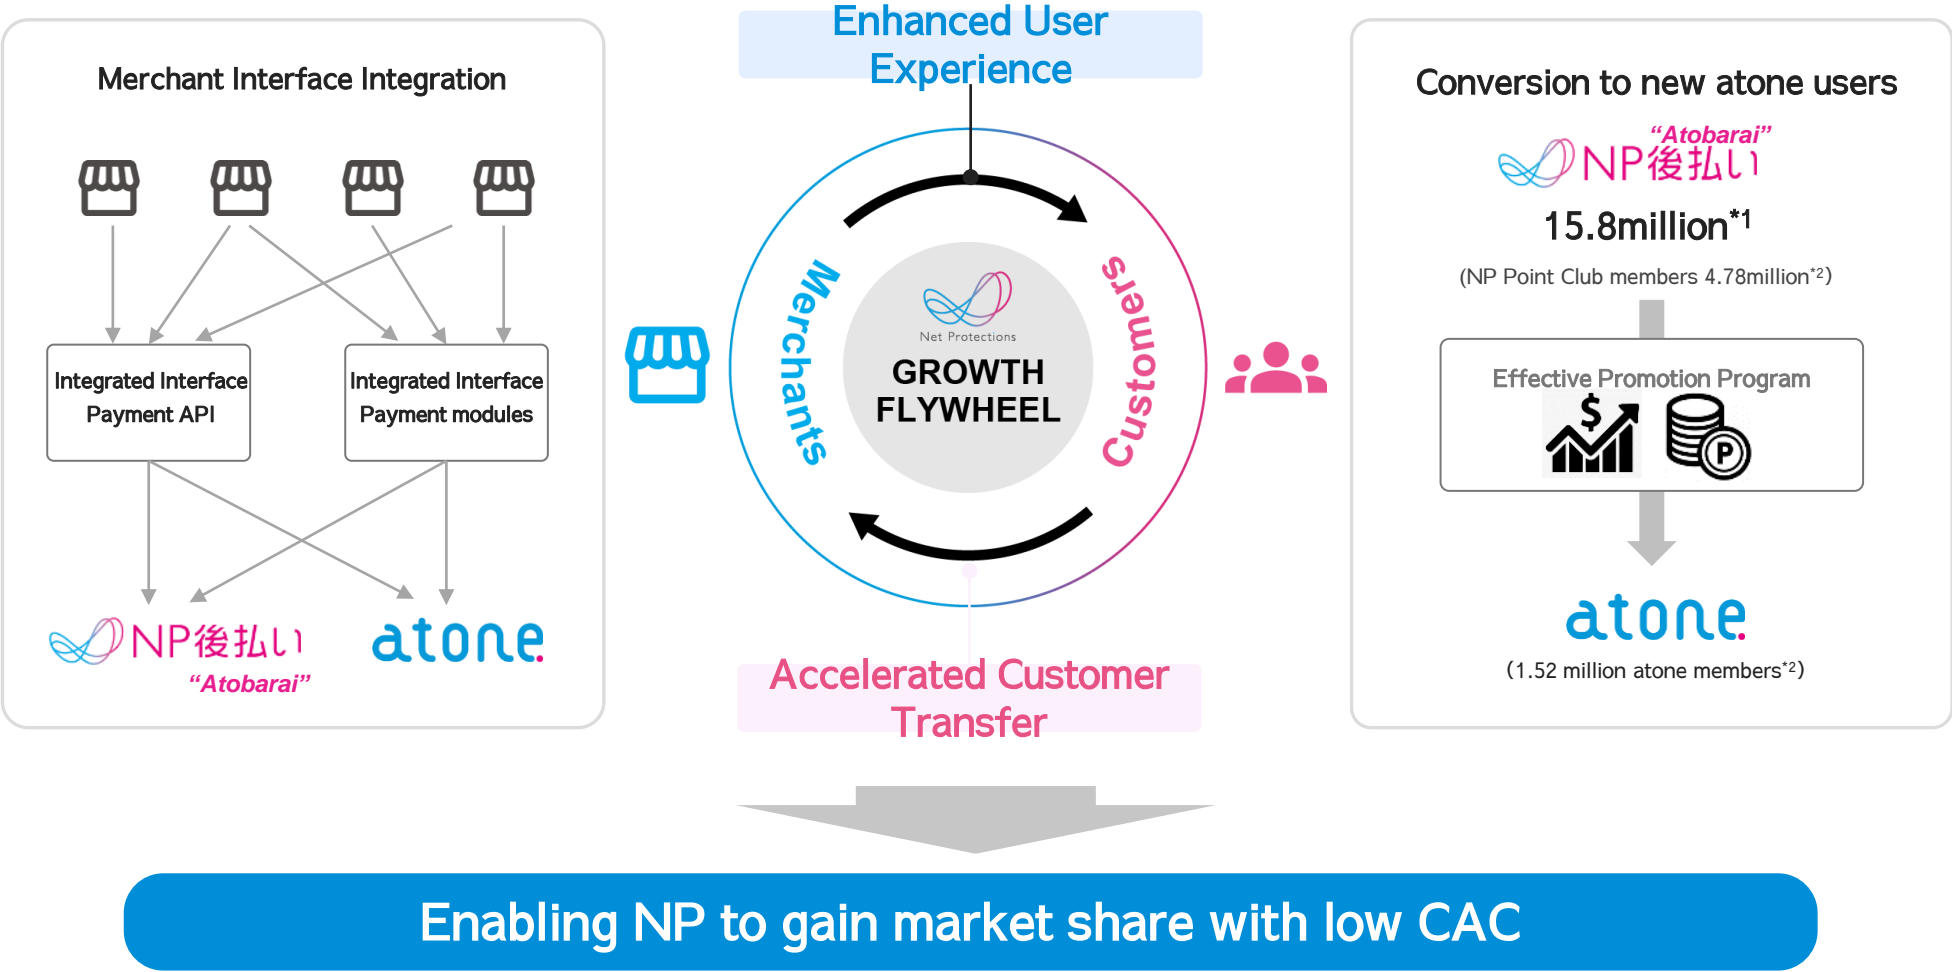 Merchant Interface Integration
Integrated Interface
Payment API
Integrated Interface
Payment modules
NP後払い
“Atobarai”
atone.
Enhanced User
Experience
Merchants
Customers
Net Protections
GROWTH
FLYWHEEL
Accelerated Customer
Transfer
Conversion to new atone users
“Atobarai”
NP後払い
15.8million*1
(NP Point Club members 4.78million*2)
Effective Promotion Program
$
P
atone.
(1.52 million atone members*2)
Enabling NP to gain market share with low CAC